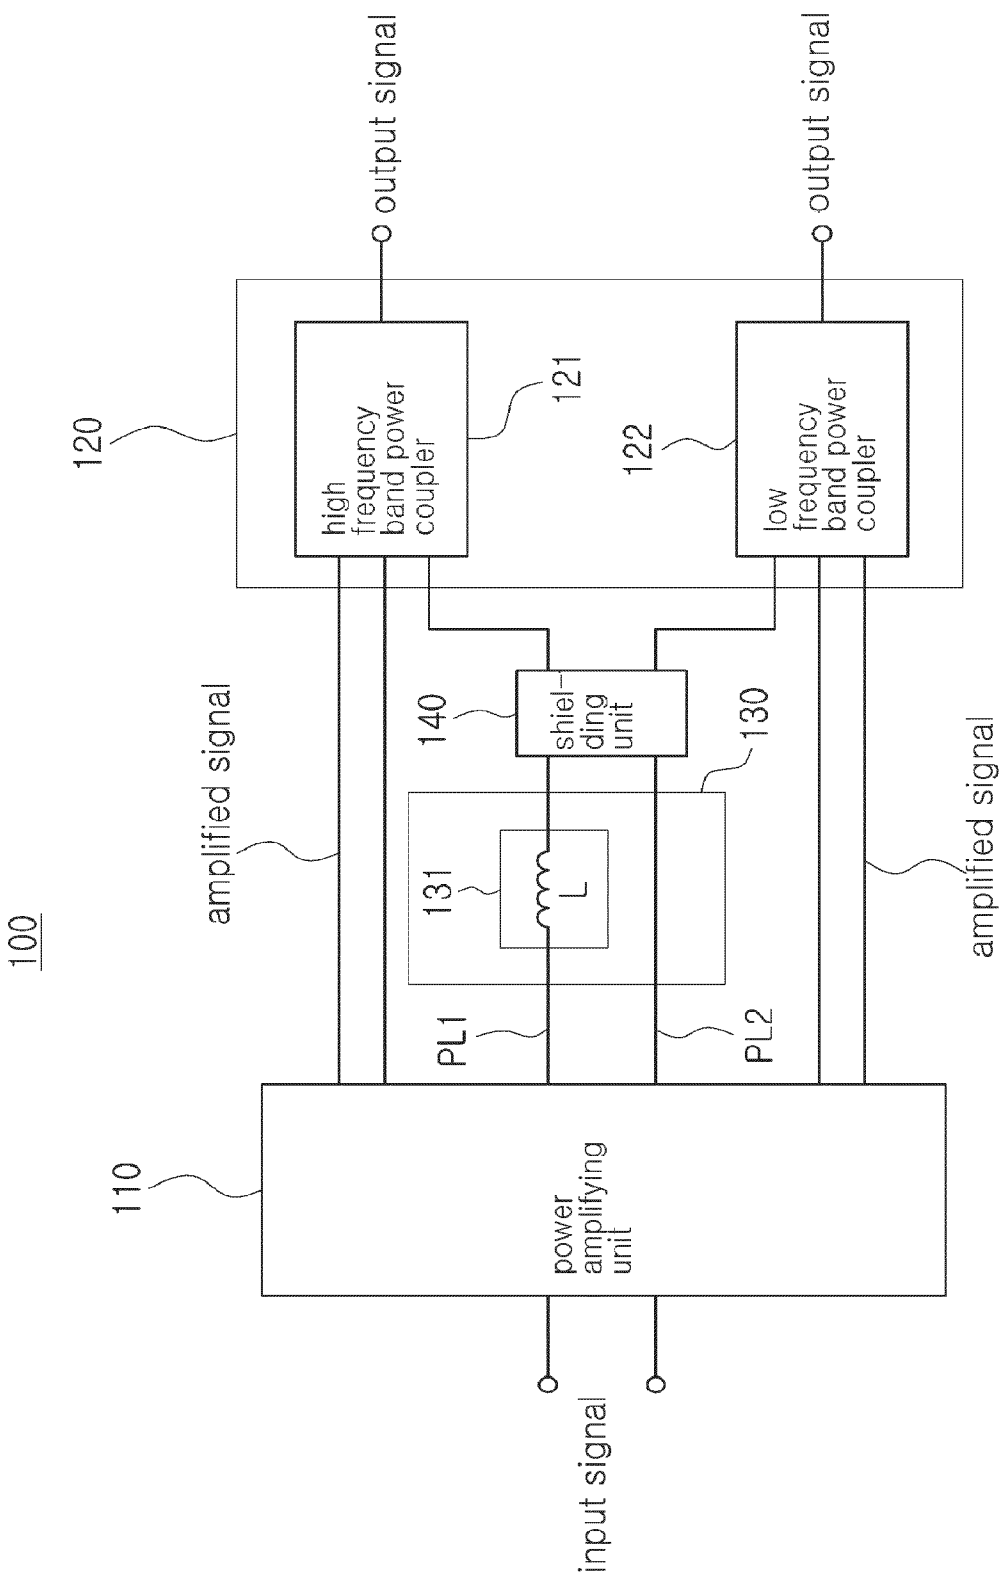 100
120
output signal
high
frequency
band power
coupler
121
output signal
122
low
frequency
band power
coupler
amplified signal
140
shiel-
ding
unit
130
131
L
PL1
PL2
amplified signal
110
power
amplifying
unit
input signal